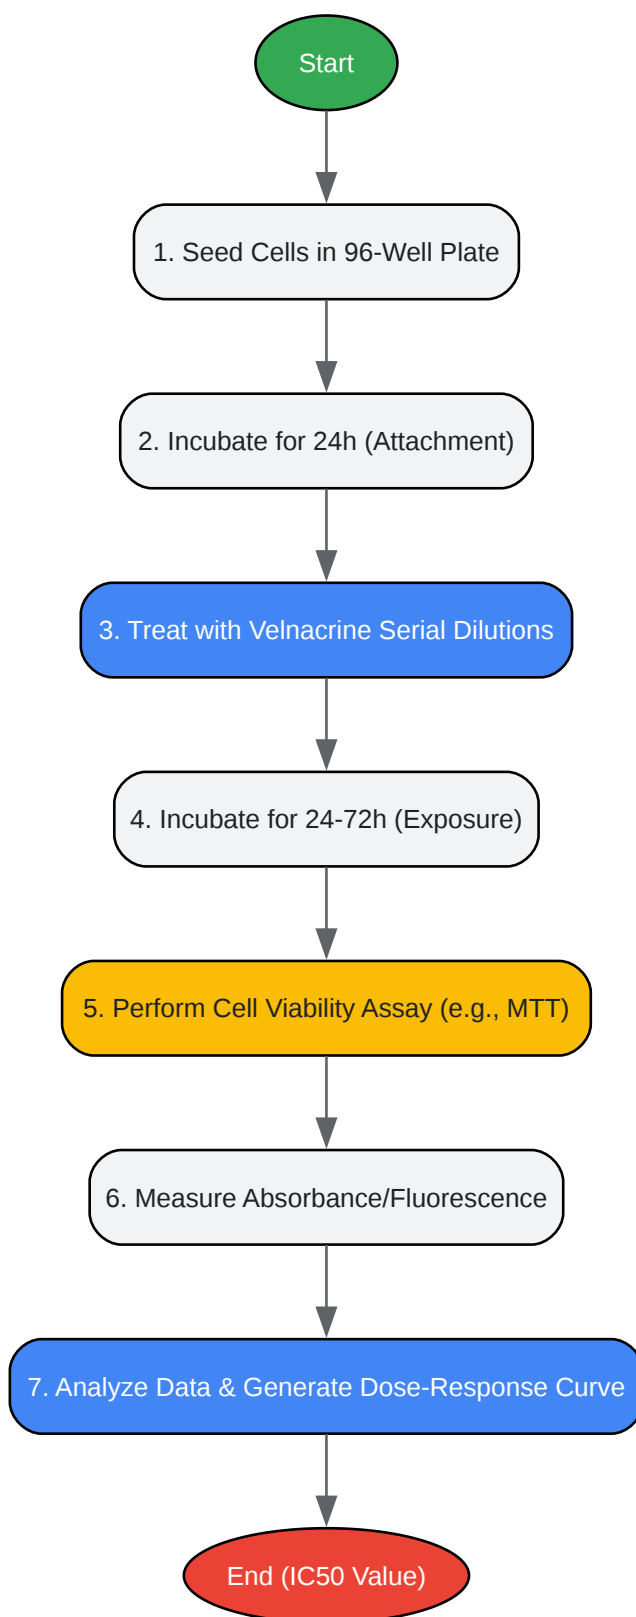 Start
1. Seed Cells in 96-Well Plate
2. Incubate for 24h (Attachment)
3. Treat with Velnacrine Serial Dilutions
4. Incubate for 24-72h (Exposure)
5. Perform Cell Viability Assay (e.g., MTT)
6. Measure Absorbance/Fluorescence
7. Analyze Data & Generate Dose-Response Curve
End (IC50 Value)